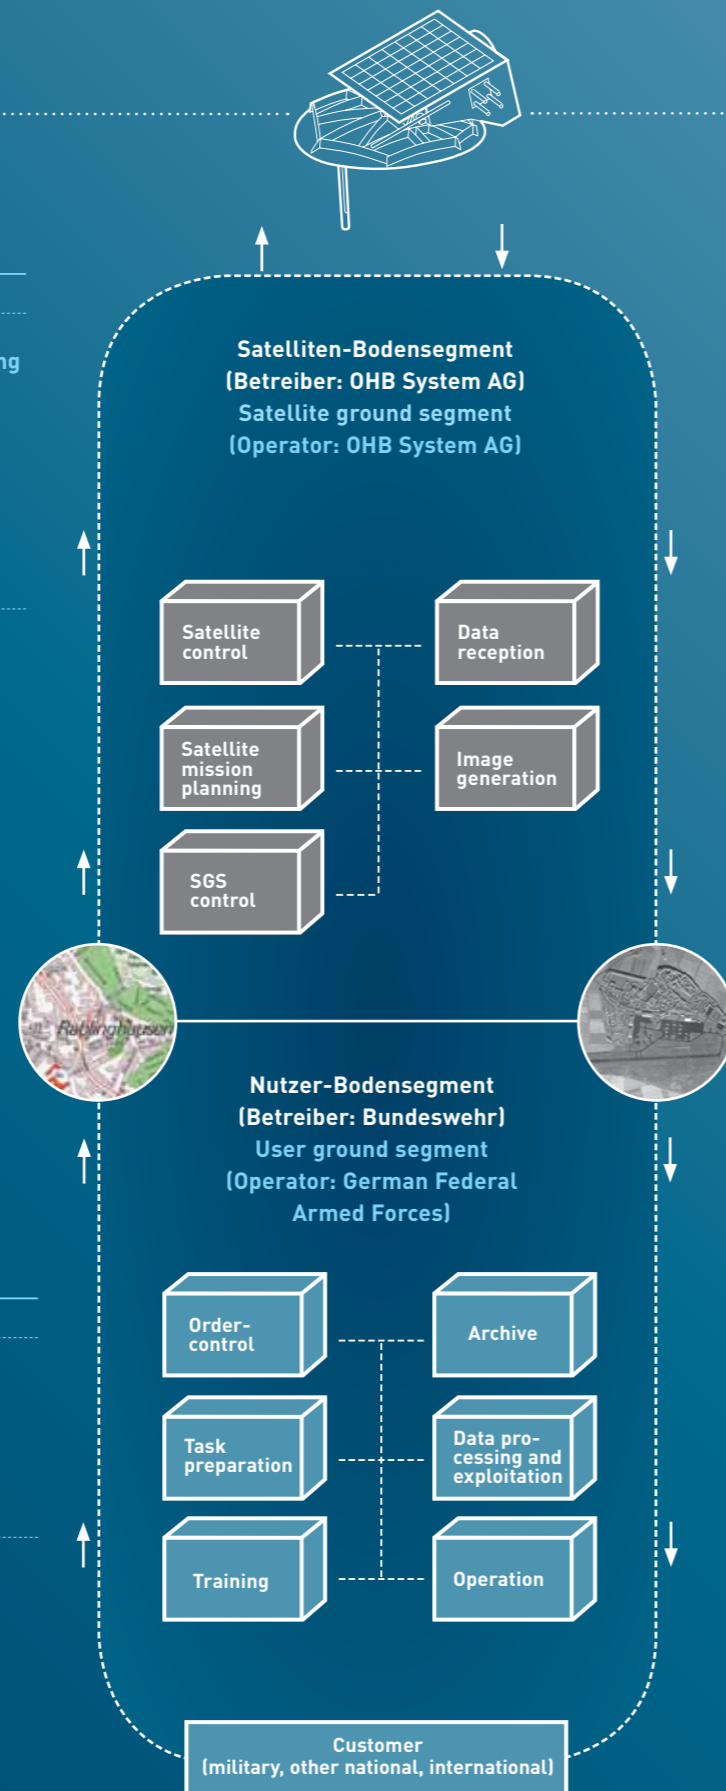 ng
Satelliten-Bodensegment
(Betreiber: OHB System AG)
Satellite ground segment
(Operator: OHB System AG)
Satellite
control
Data
reception
Satellite
mission
planning
Image
generation
SGS
control
Rablinghausen
Nutzer-Bodensegment
(Betreiber: Bundeswehr)
User ground segment
(Operator: German Federal
Armed Forces)
Order-
control
Archive
Task
preparation
Data pro-
cessing and
exploitation
Training
Operation
Customer
(military, other national, international)